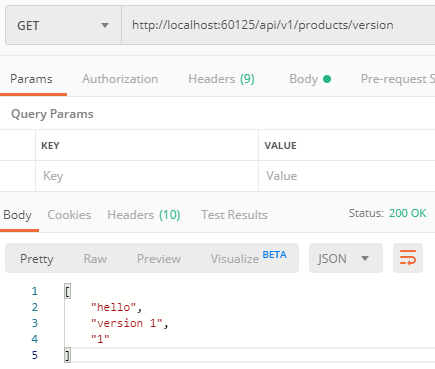 GET http://localhost:60125/api/v1/products/version
Params Authorization Headers (9) Body Pre-request S
Query Params
KEY VALUE
Key Value
Body Cookies Headers (10) Test Results Status: 200 OK
Pretty Raw Preview Visualize BETA JSON
1 [
2 "hello",
3 "version 1",
4 "1"
5 ]